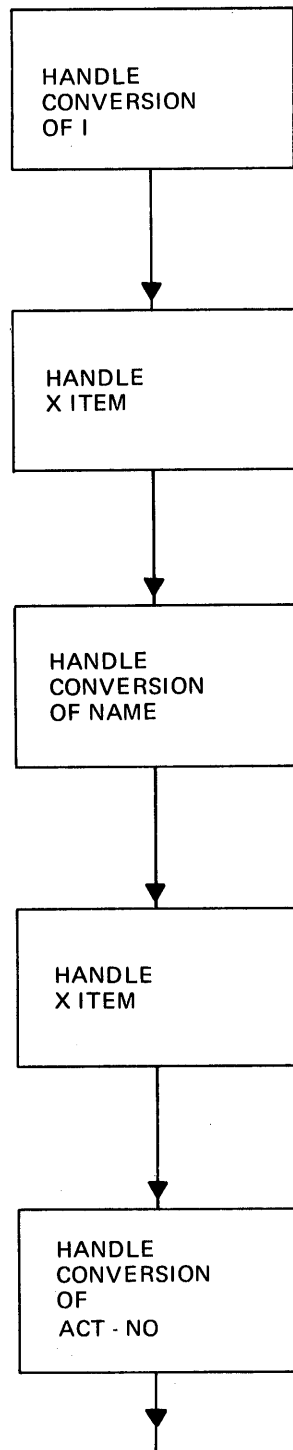 HANDLE
CONVERSION
OF I
HANDLE
X ITEM
HANDLE
CONVERSION
OF NAME
HANDLE
X ITEM
HANDLE
CONVERSION
OF
ACT - NO